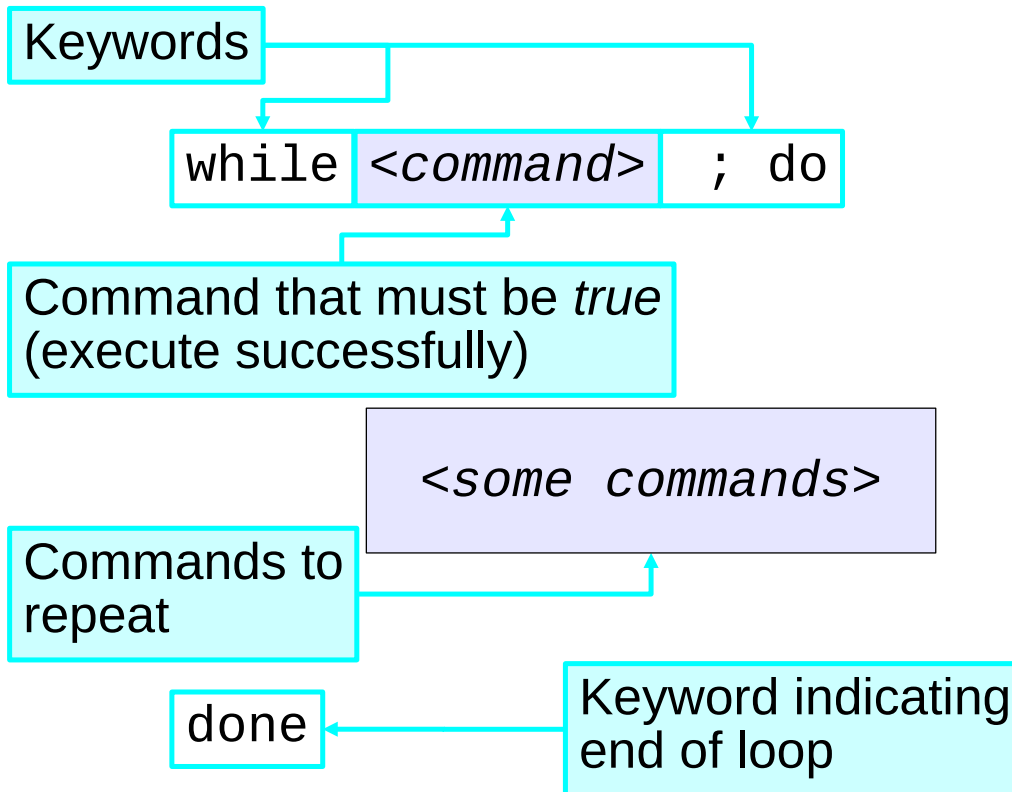 Keywords
while <command> ; do
Command that must be true
(execute successfully)
<some commands>
Commands to
repeat
done
Keyword indicating
end of loop